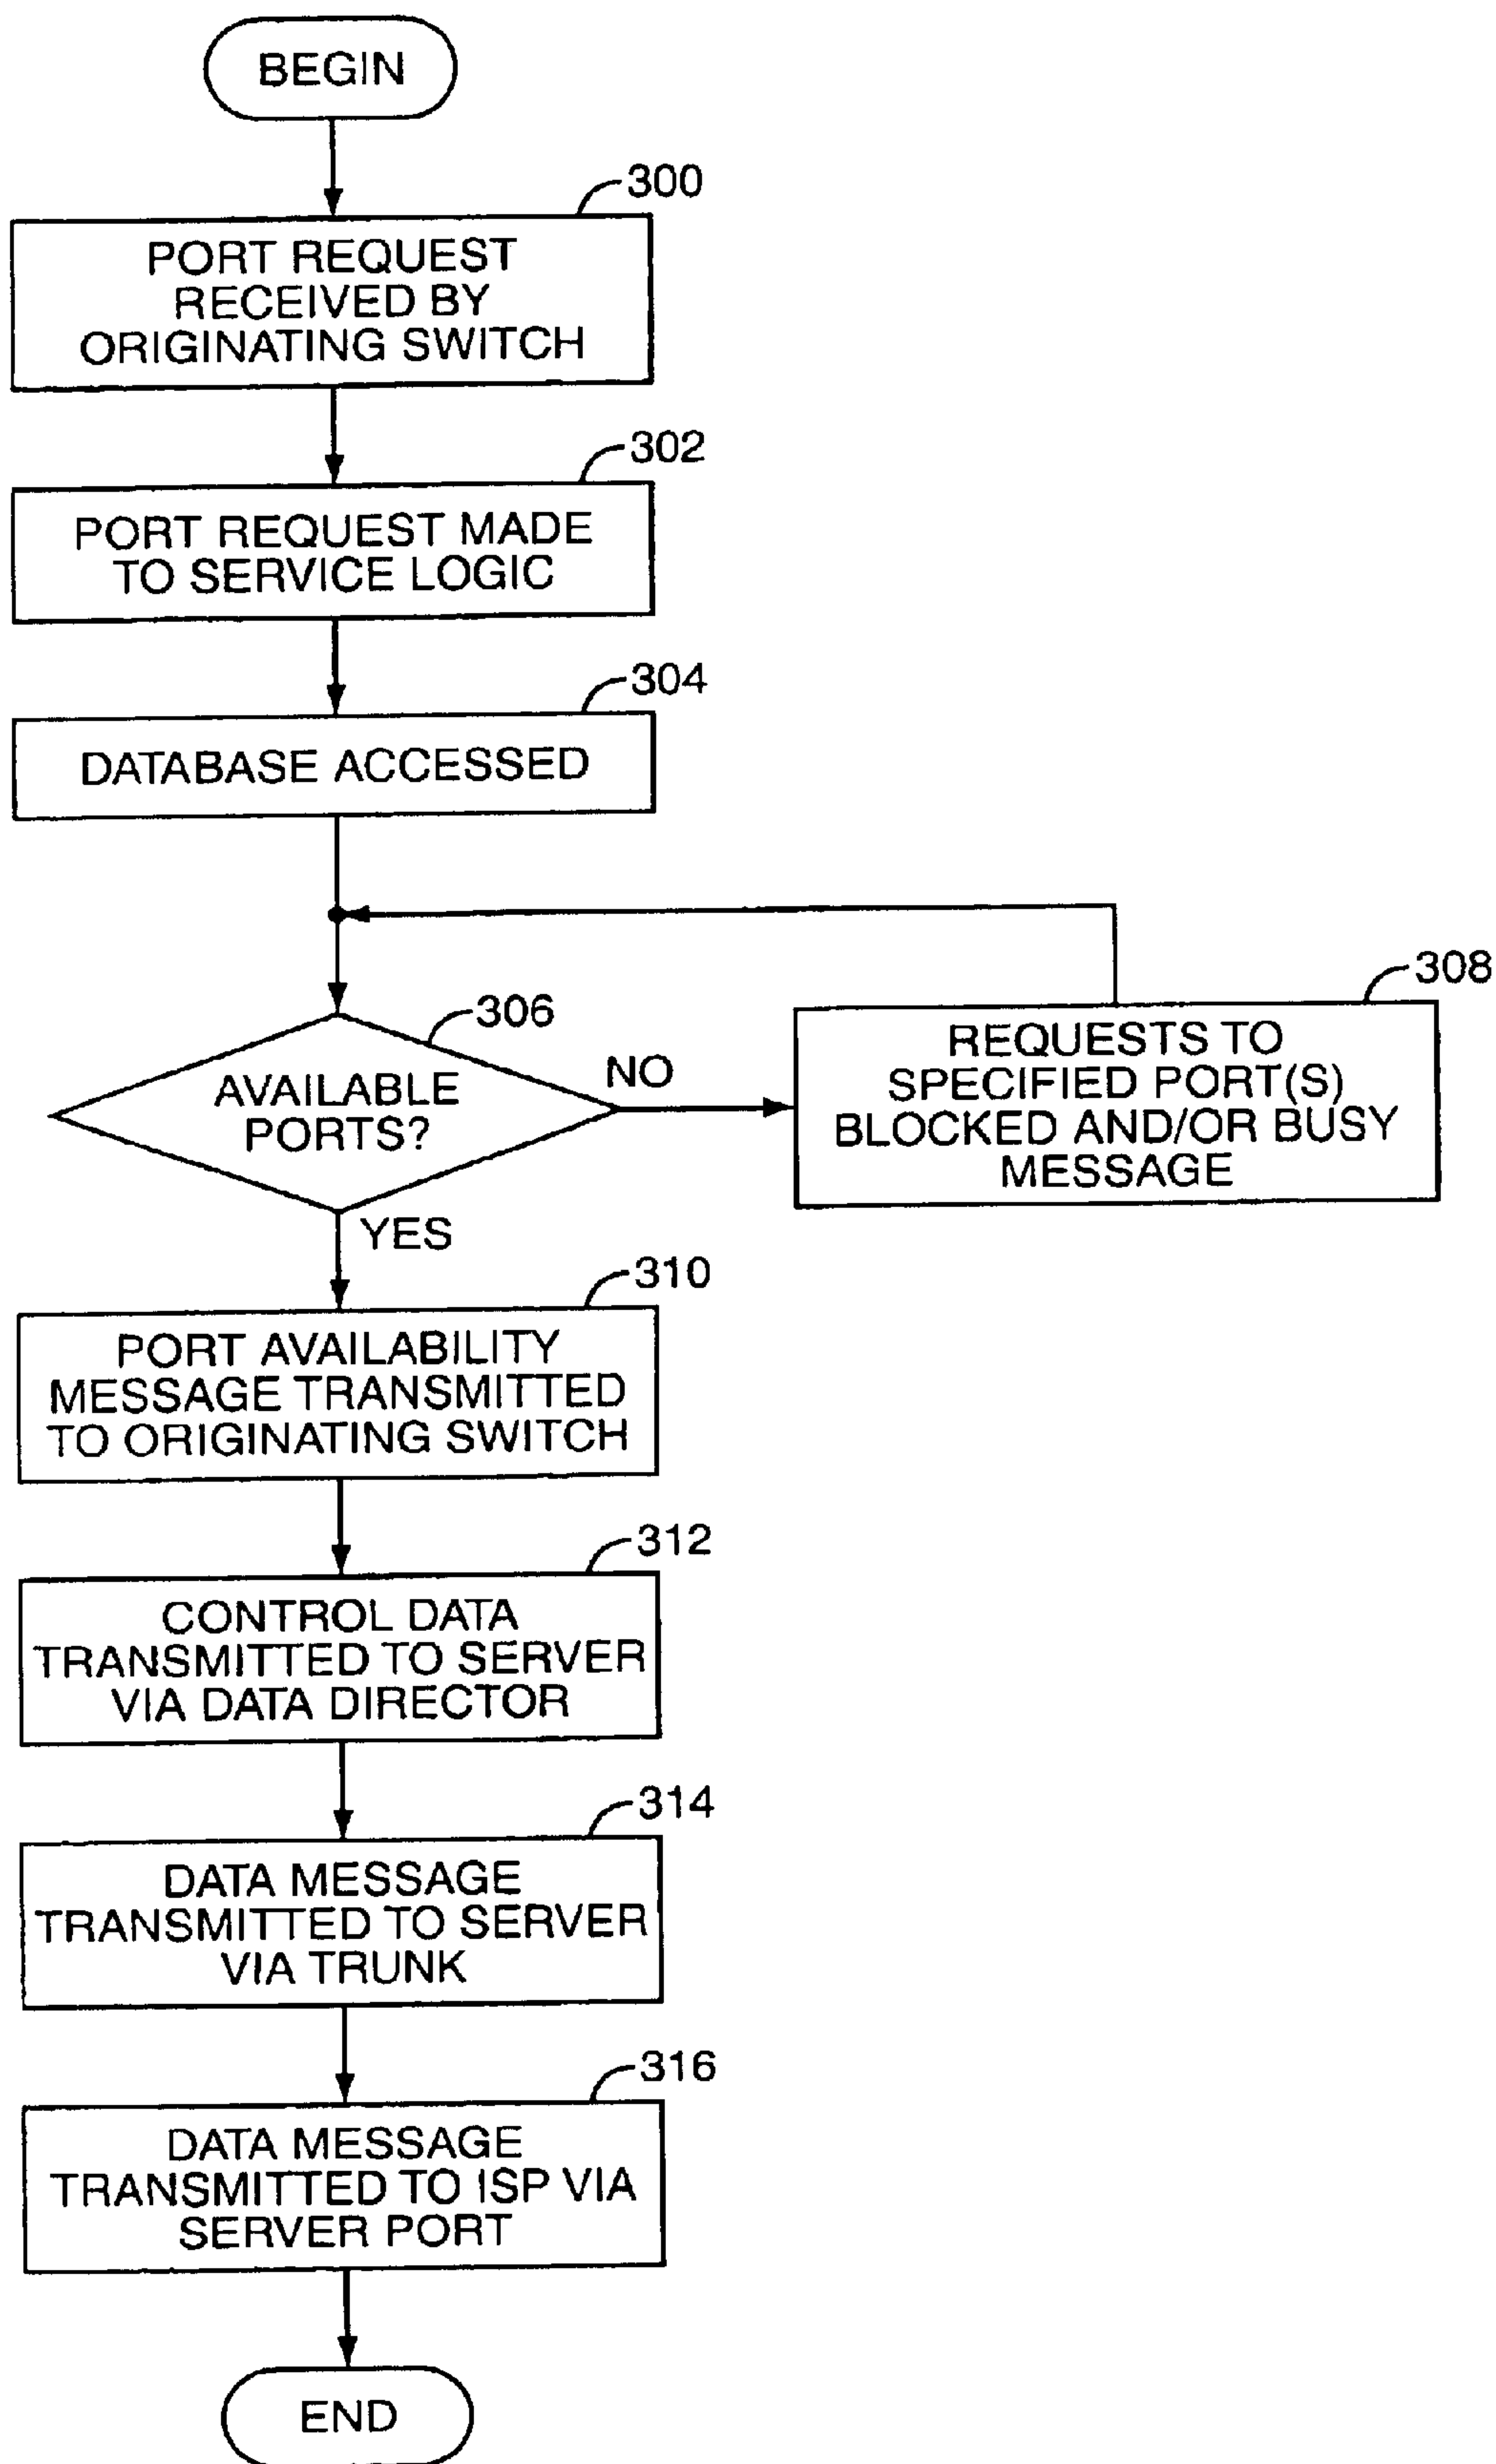 BEGIN
300
PORT REQUEST
RECEIVED BY
ORIGINATING SWITCH
302
PORT REQUEST MADE
TO SERVICE LOGIC
304
DATABASE ACCESSED
306
AVAILABLE
PORTS?
NO
308
REQUESTS TO
SPECIFIED PORT(S)
BLOCKED AND/OR BUSY
MESSAGE
YES
310
PORT AVAILABILITY
MESSAGE TRANSMITTED
TO ORIGINATING SWITCH
312
CONTROL DATA
TRANSMITTED TO SERVER
VIA DATA DIRECTOR
314
DATA MESSAGE
TRANSMITTED TO SERVER
VIA TRUNK
316
DATA MESSAGE
TRANSMITTED TO ISP VIA
SERVER PORT
END